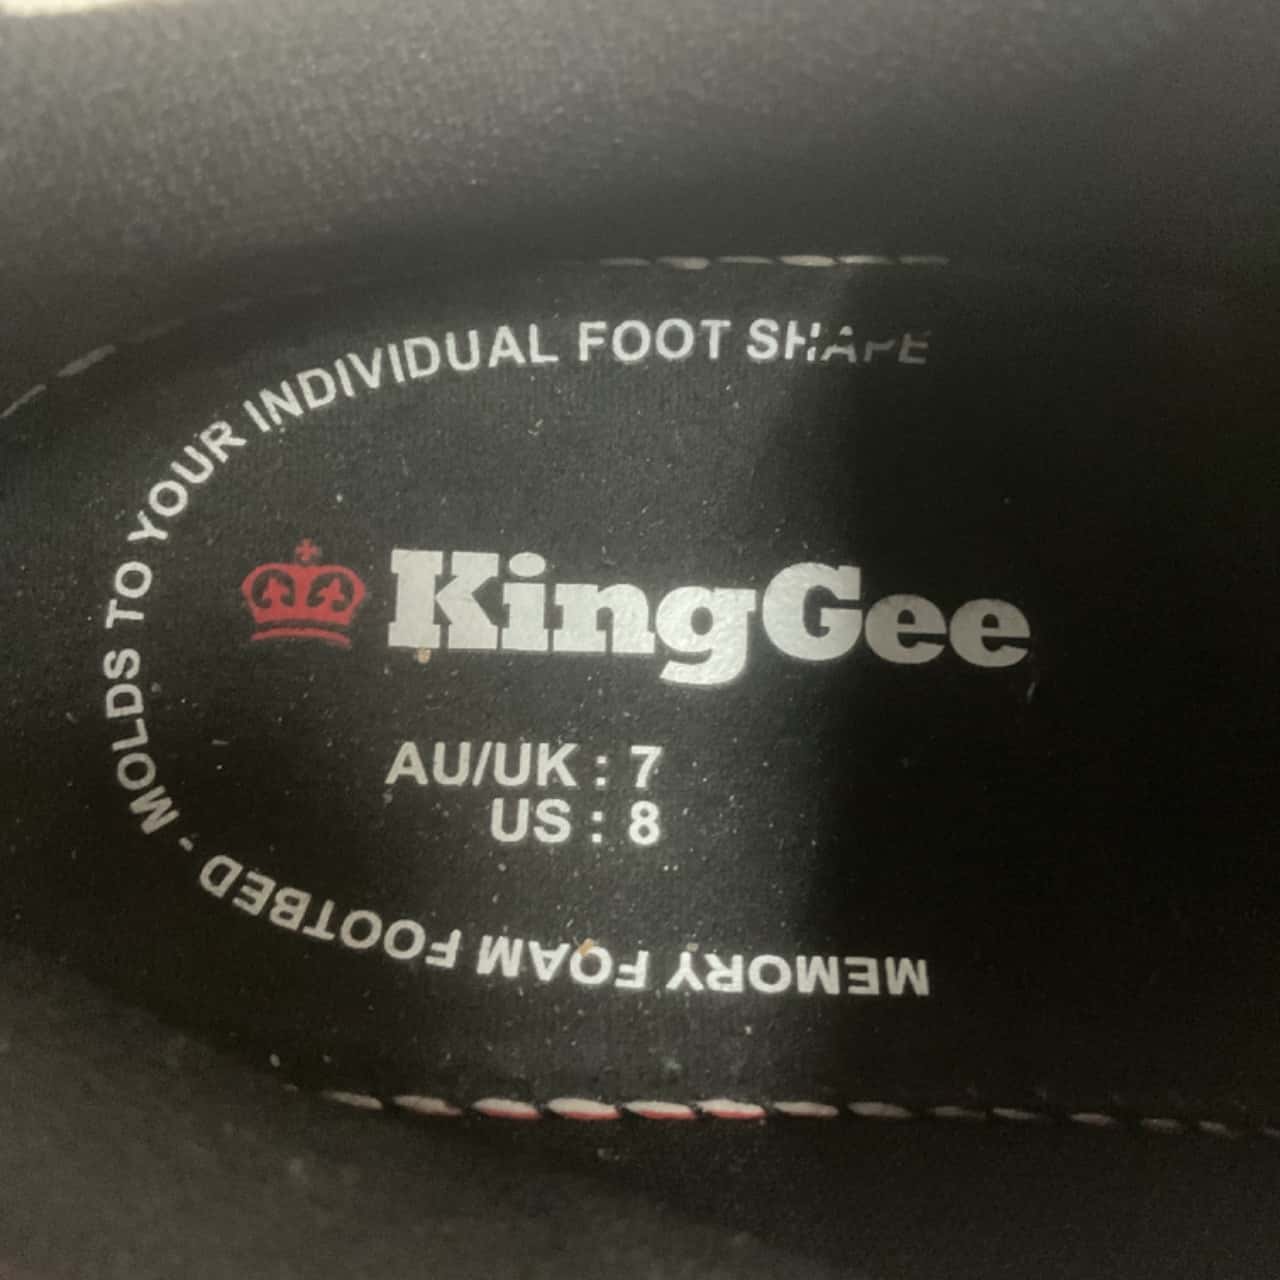 MEMORY FOAM FOOTBED - MOLDS TO YOUR INDIVIDUAL FOOT SHAPE
KingGee
AU/UK : 7
US : 8